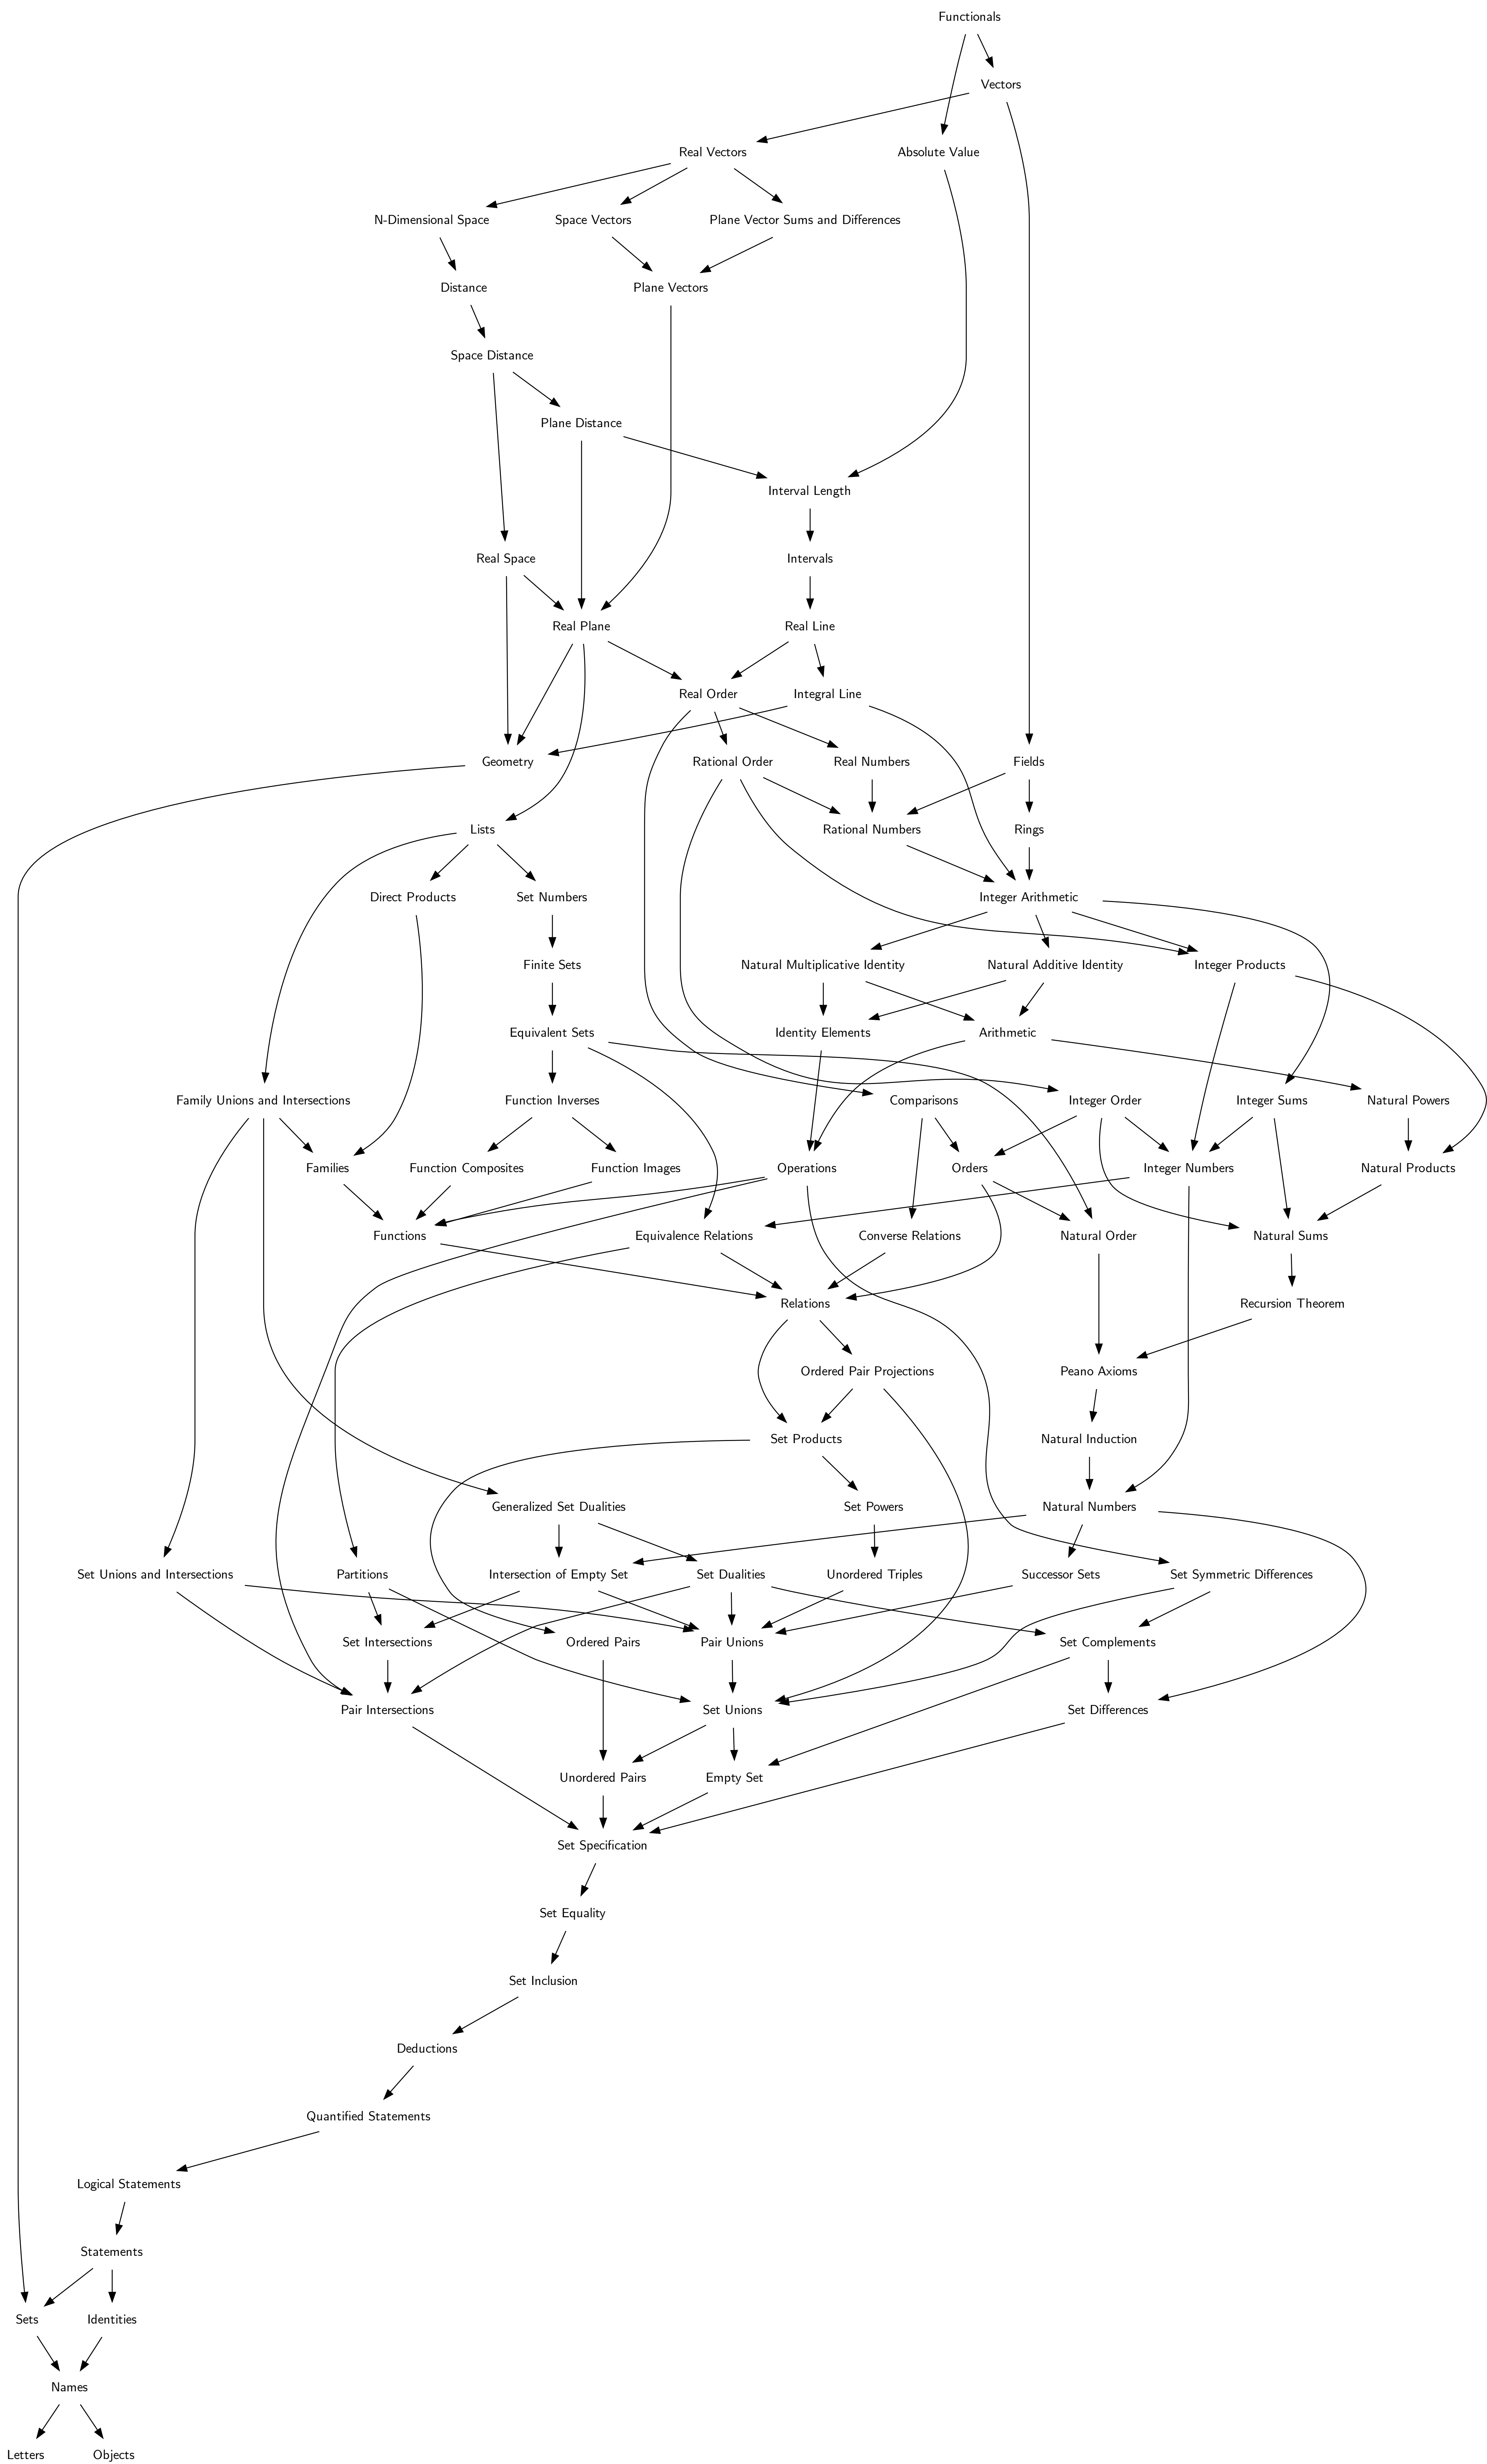 Functionals
Vectors
Real Vectors
Absolute Value
N-Dimensional Space
Space Vectors
Plane Vector Sums and Differences
Distance
Plane Vectors
Space Distance
Plane Distance
Interval Length
Real Space
Intervals
Real Plane
Real Line
Real Order
Integral Line
Geometry
Rational Order
Real Numbers
Fields
Lists
Rational Numbers
Rings
Direct Products
Set Numbers
Integer Arithmetic
Finite Sets
Natural Multiplicative Identity
Natural Additive Identity
Integer Products
Equivalent Sets
Identity Elements
Arithmetic
Family Unions and Intersections
Function Inverses
Comparisons
Integer Order
Integer Sums
Natural Powers
Families
Function Composites
Function Images
Operations
Orders
Integer Numbers
Natural Products
Functions
Equivalence Relations
Converse Relations
Natural Order
Natural Sums
Relations
Recursion Theorem
Ordered Pair Projections
Peano Axioms
Set Products
Natural Induction
Generalized Set Dualities
Set Powers
Natural Numbers
Set Unions and Intersections
Partitions
Intersection of Empty Set
Set Dualities
Unordered Triples
Successor Sets
Set Symmetric Differences
Set Intersections
Ordered Pairs
Pair Unions
Set Complements
Pair Intersections
Set Unions
Set Differences
Unordered Pairs
Empty Set
Set Specification
Set Equality
Set Inclusion
Deductions
Quantified Statements
Logical Statements
Statements
Sets
Identities
Names
Letters
Objects